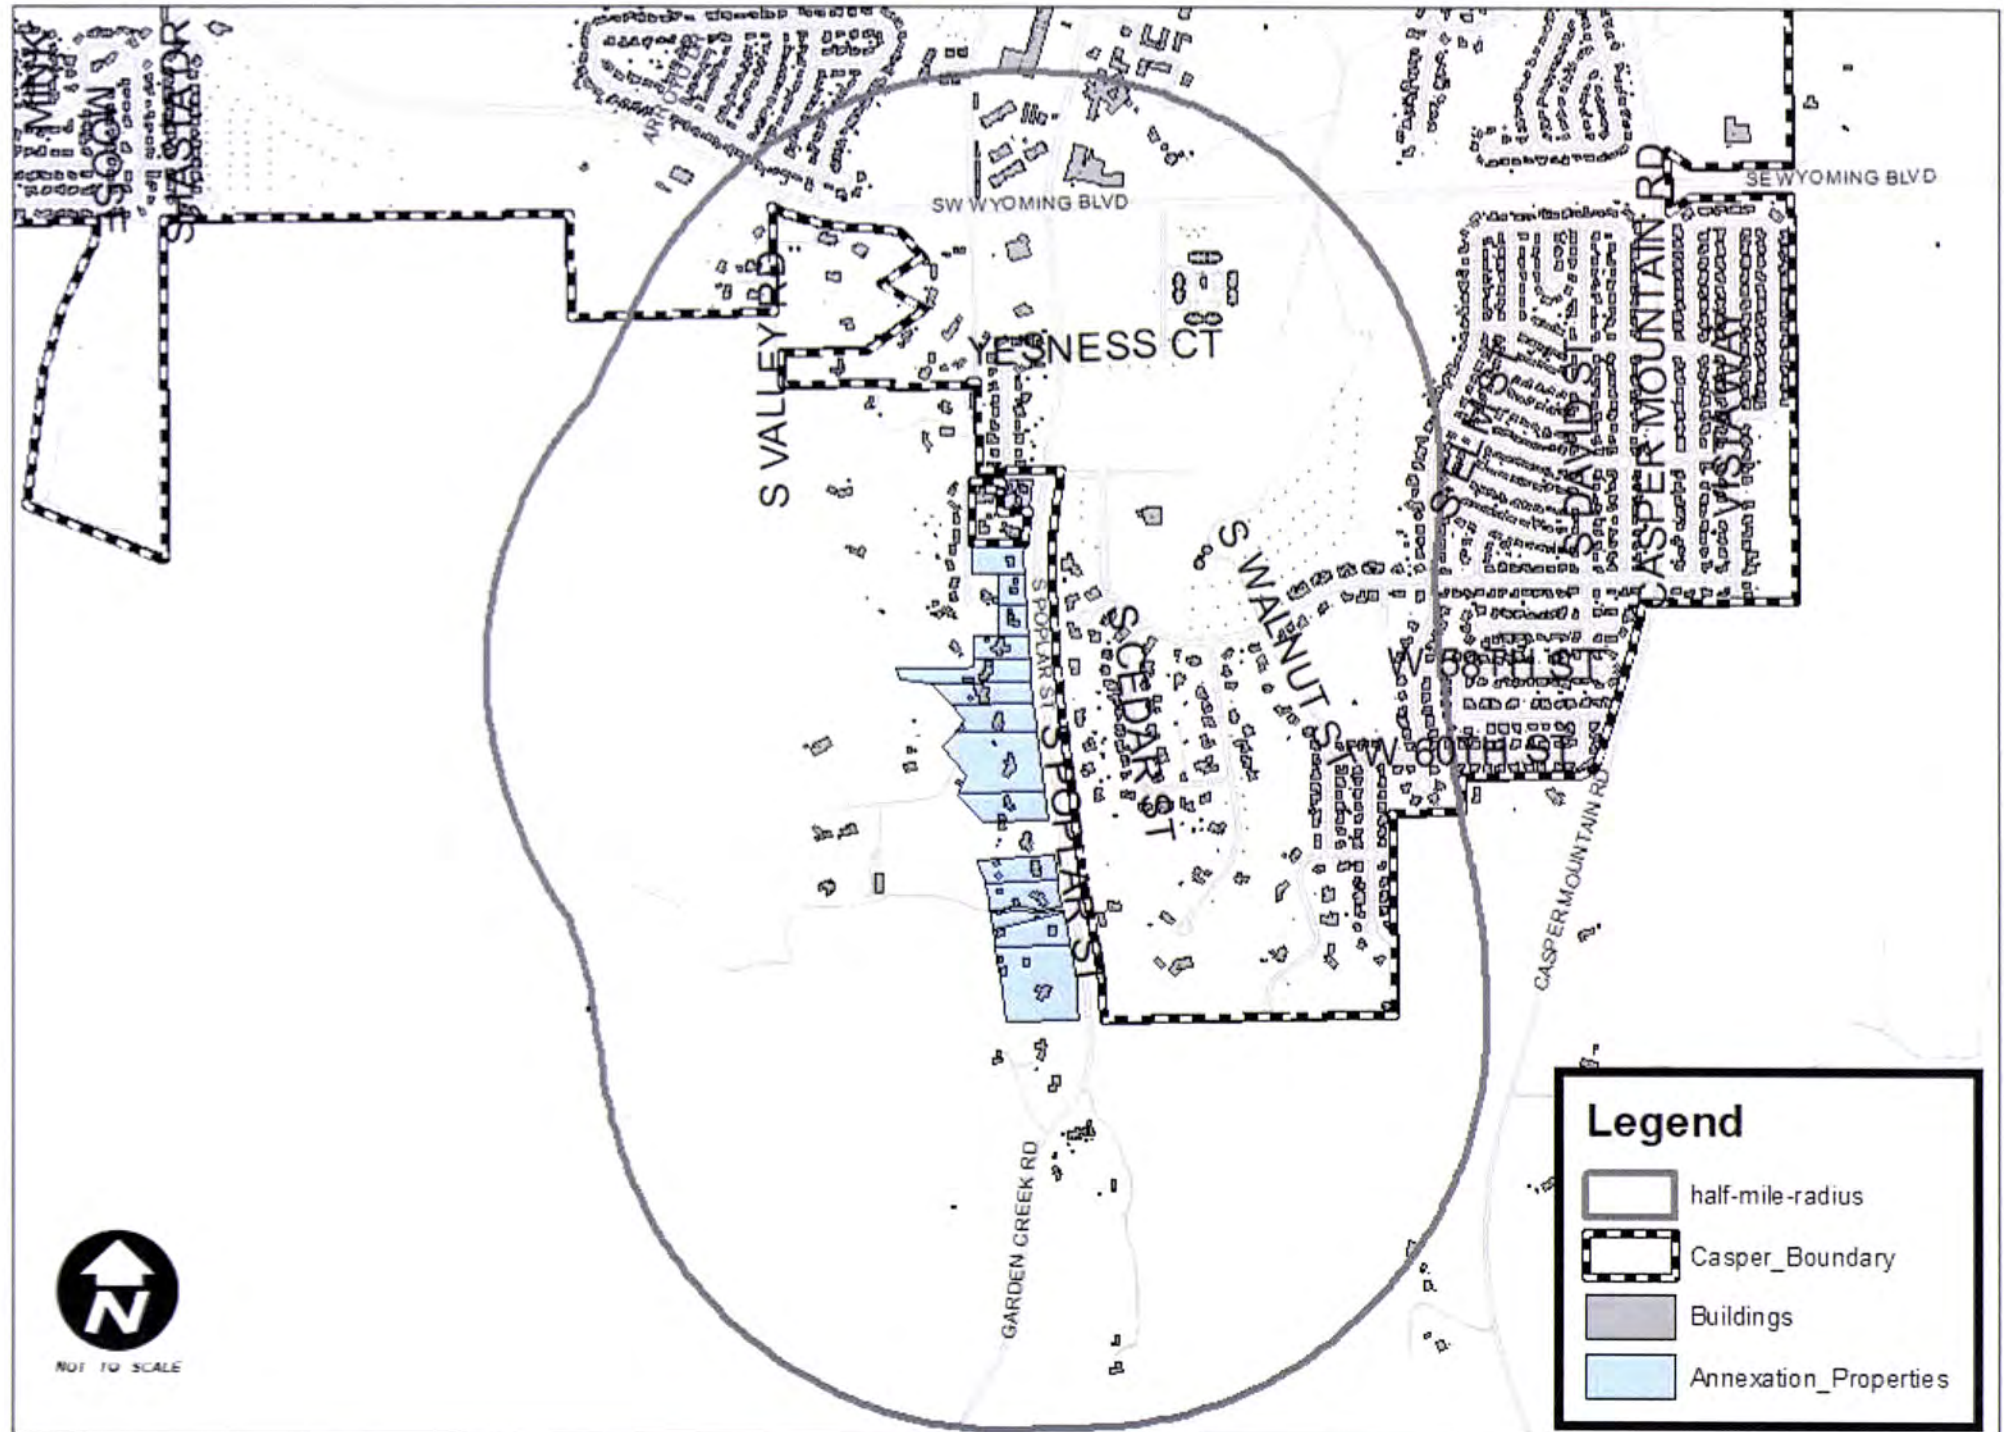 MINK
MOOSE
SHASTA DR
SW WYOMING BLVD
SE WYOMING BLVD
S VALLEY RD
YESNESS CT
S ELM ST
S DAVID ST
CASPER MOUNTAIN RD
VISTA WAY
S POPLAR ST
S POPLAR ST
S CEDAR ST
S WALNUT ST
W 58TH ST
W 60TH ST
CASPER MOUNTAIN RD
GARDEN CREEK RD
N
NOT TO SCALE
Legend
half-mile-radius
Casper_Boundary
Buildings
Annexation_Properties